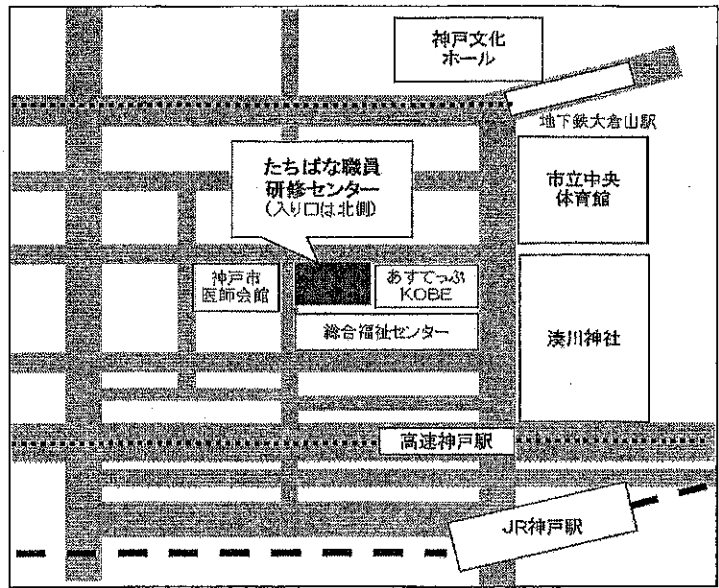 神戸文化
ホール
地下鉄大倉山駅
たちばな職員
研修センター
(入り口は北側)
市立中央
体育館
神戸市
医師会館
あすてっぷ
KOBE
総合福祉センター
湊川神社
高速神戸駅
JR神戸駅